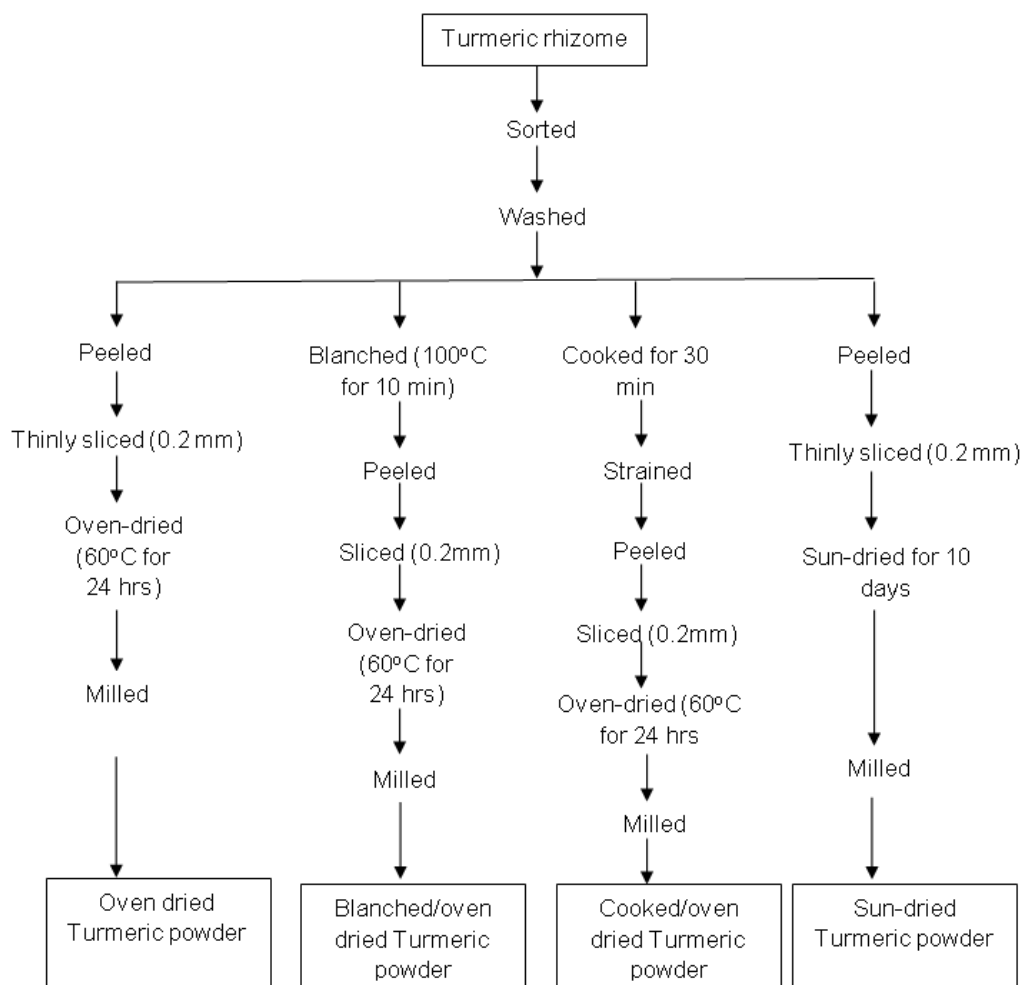 Turmeric rhizome
Sorted
Washed
Peeled
Thinly sliced (0.2 mm)
Oven-dried
(60ºC for
24 hrs)
Milled
Oven dried
Turmeric powder
Blanched (100ºC
for 10 min)
Peeled
Sliced (0.2mm)
Oven-dried
(60ºC for
24 hrs)
Milled
Blanched/oven
dried Turmeric
powder
Cooked for 30
min
Strained
Peeled
Sliced (0.2mm)
Oven-dried (60ºC
for 24 hrs
Milled
Cooked/oven
dried Turmeric
powder
Peeled
Thinly sliced (0.2 mm)
Sun-dried for 10
days
Milled
Sun-dried
Turmeric powder